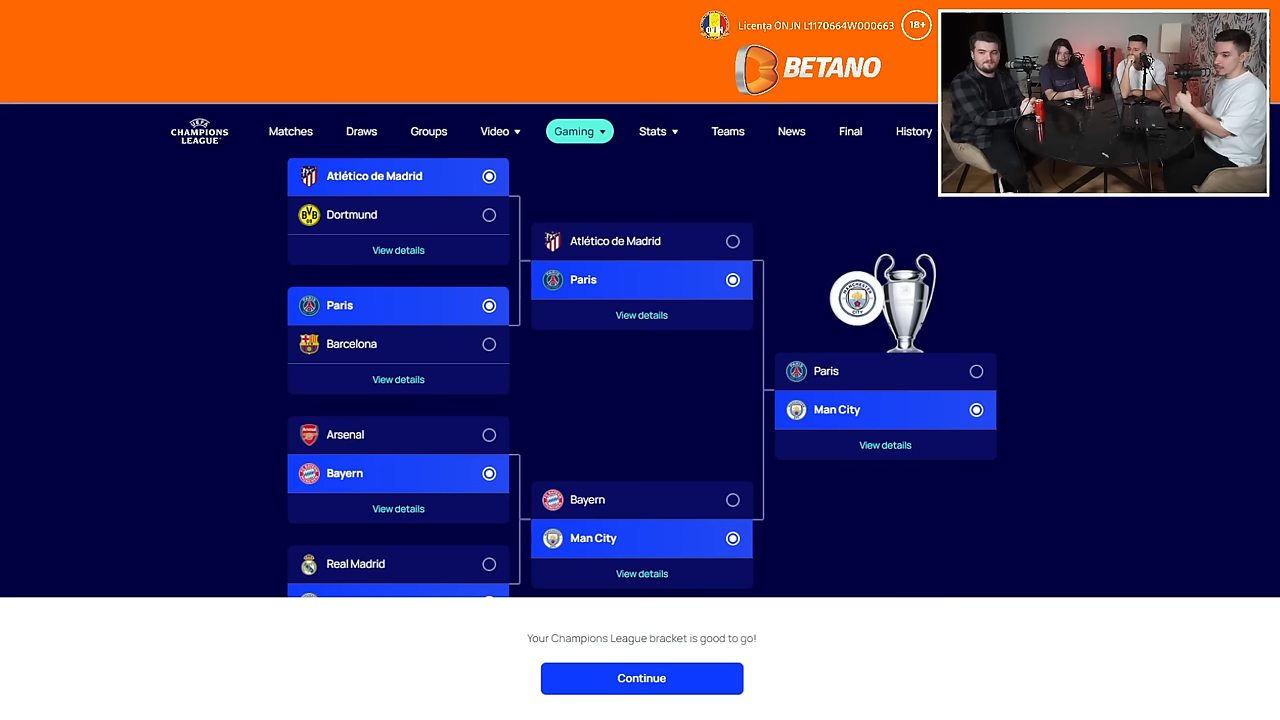 Licența ONJN L1170664W000663
18+
BETANO
UEFA
CHAMPIONS
LEAGUE
Matches
Draws
Groups
Video
Gaming
Stats
Teams
News
Final
History
Atlético de Madrid
Dortmund
View details
Paris
Barcelona
View details
Arsenal
Bayern
View details
Real Madrid
Atlético de Madrid
Paris
View details
Bayern
Man City
View details
Paris
Man City
View details
Your Champions League bracket is good to go!
Continue